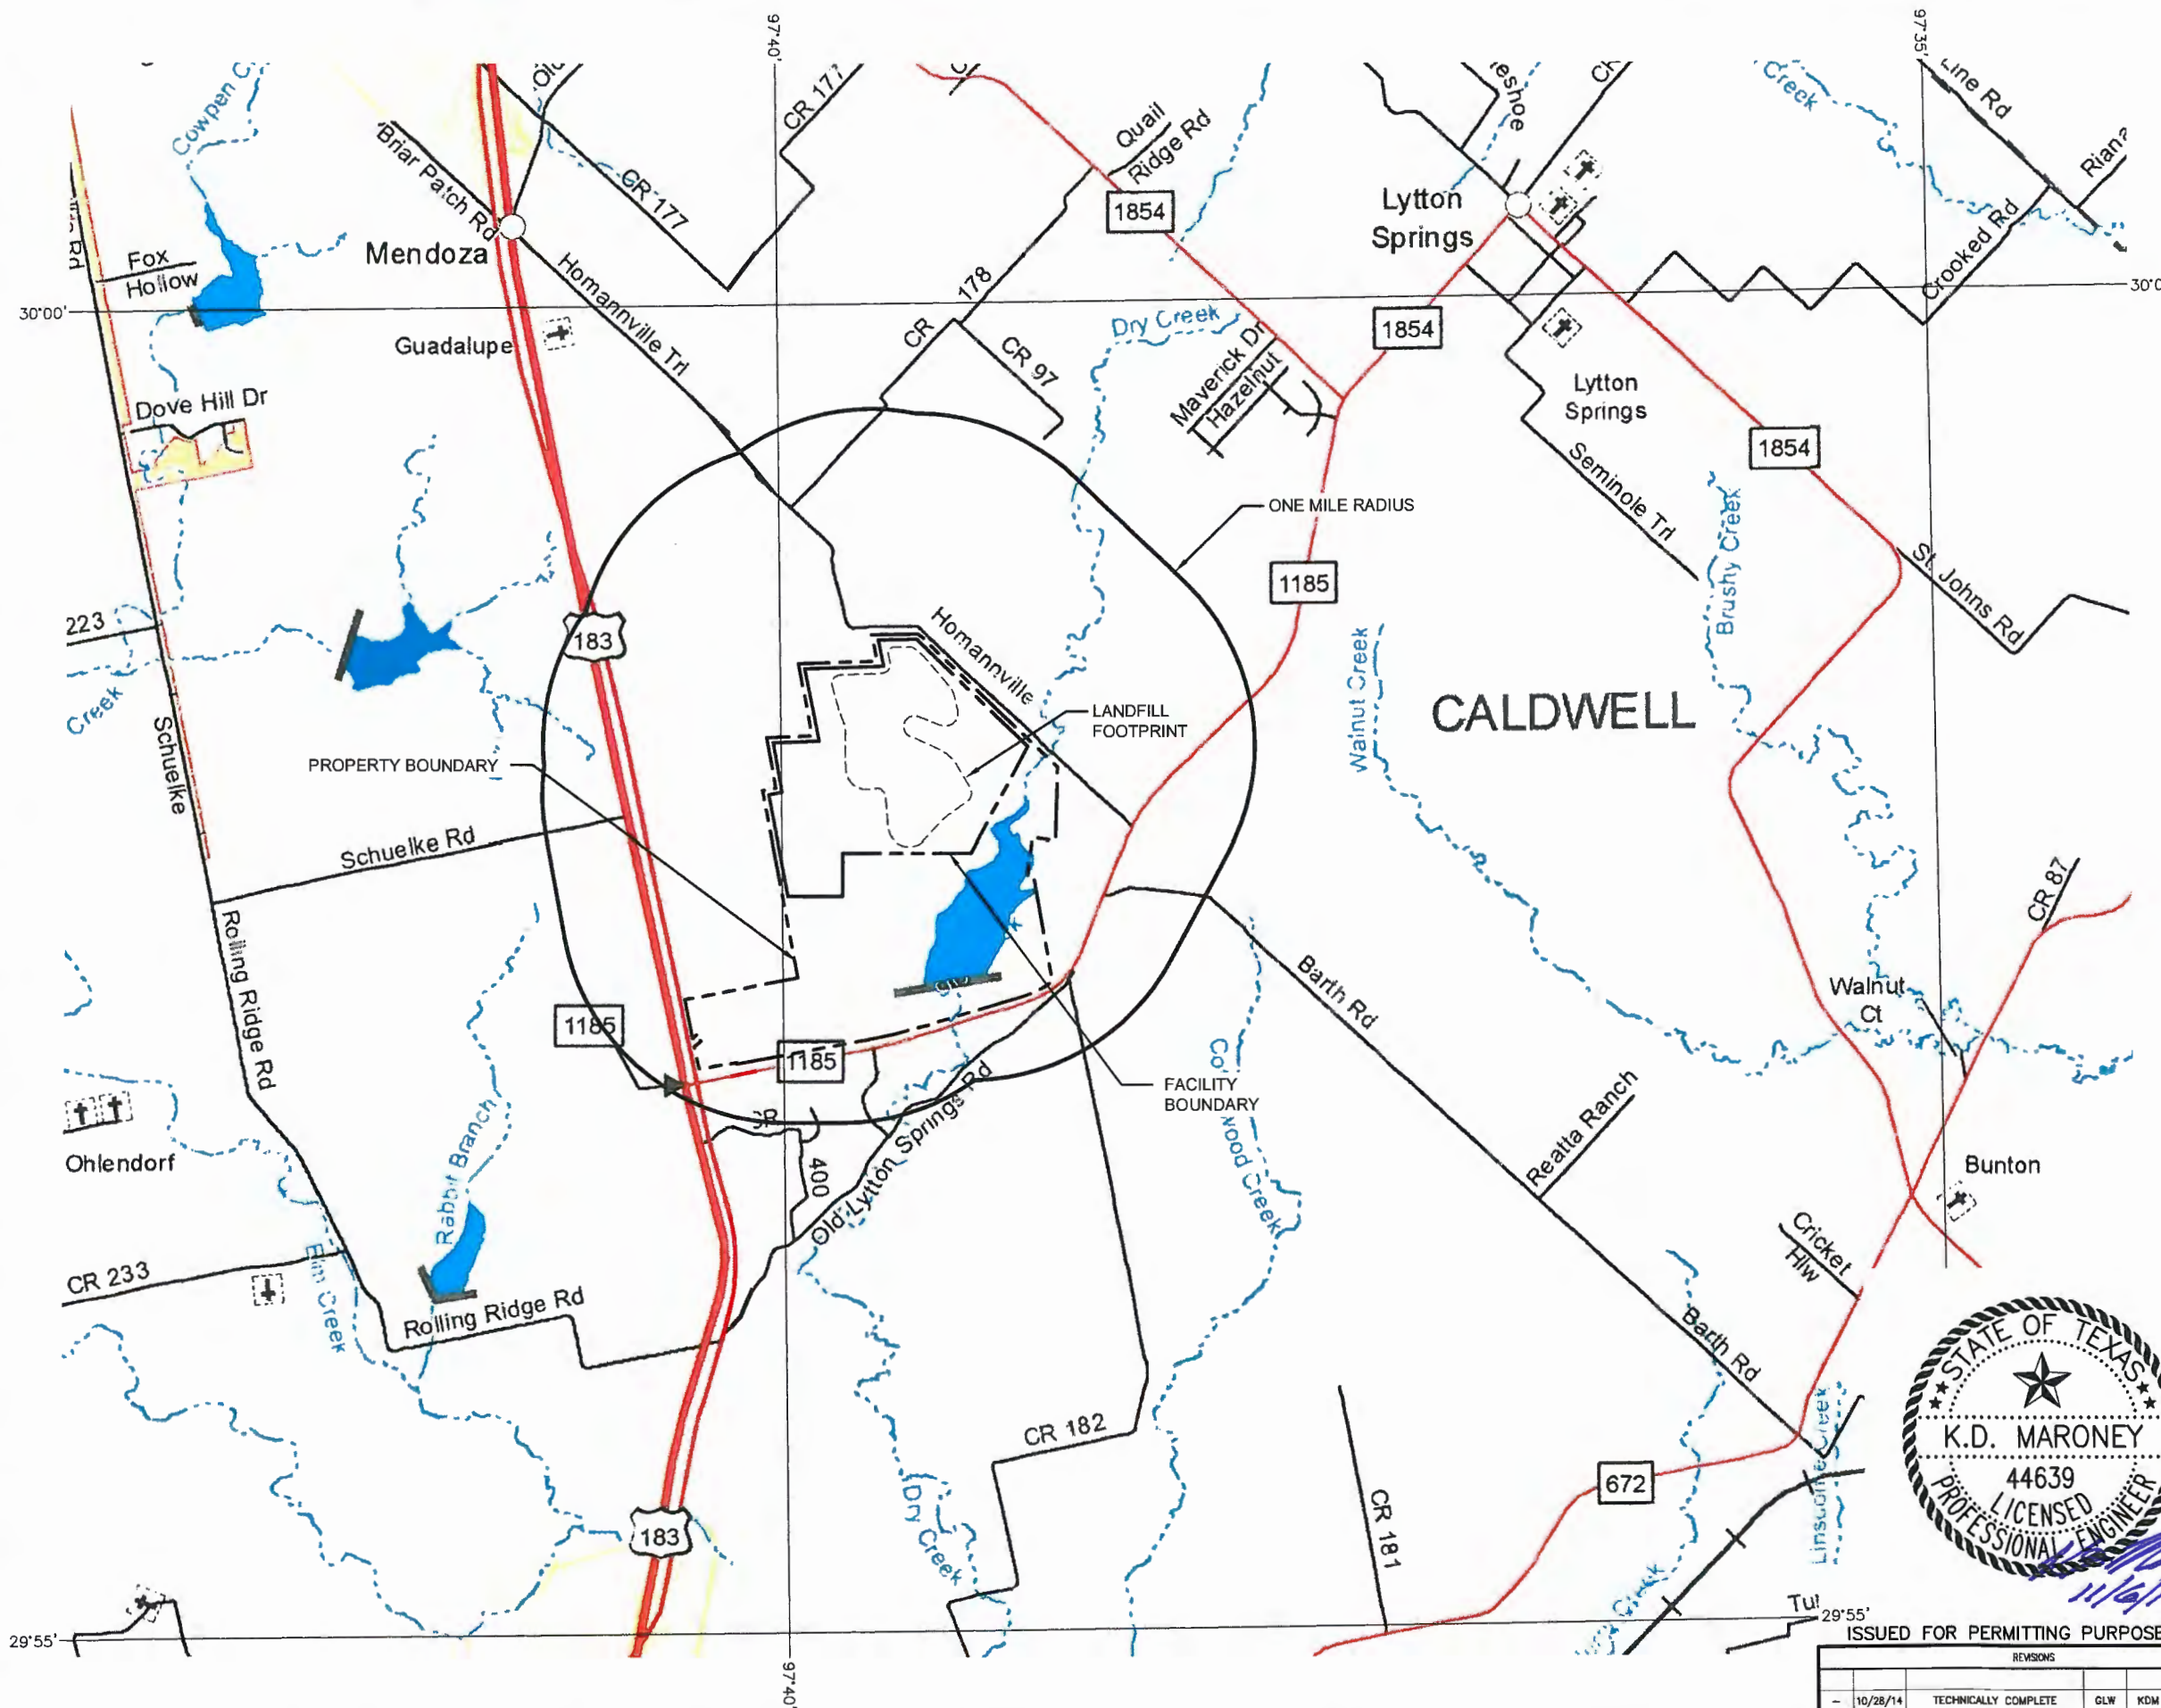 97°40'
97°35'
Cowpen
CR 177
Quail
Ridge Rd
Creek
Line Rd
Briar Patch Rd
CR 177
1854
Lytton
Springs
Mendoza
Fox
Hollow
Homannville Trl
CR 178
Crooked Rd
30°00'
Guadalupe
Dry Creek
1854
CR 97
Maverick Dr
Hazelnut
Lytton
Springs
Dove Hill Dr
1854
Seminole Trl
ONE MILE RADIUS
Brushy Creek
1185
St. Johns Rd
223
183
Homannville
Creek
Schuelke
LANDFILL
FOOTPRINT
Walnut Creek
CALDWELL
PROPERTY BOUNDARY
Schuelke Rd
CR 87
Rolling Ridge Rd
Barth Rd
Walnut
Ct
1185
1185
FACILITY
BOUNDARY
Reatta Ranch
Ohlendorf
Rabbit Branch
400
Old Lytton Springs Rd
Bunton
Cricket
Hlw
CR 233
Elm Creek
Rolling Ridge Rd
Barth Rd
CR 182
Dry Creek
CR 181
672
Linscome Creek
183
Creek
29°55'
29°55'
97°40'
STATE OF TEXAS
K.D. MARONEY
44639
LICENSED
PROFESSIONAL ENGINEER
ISSUED FOR PERMITTING PURPOSE
REVISIONS
- 10/28/14 TECHNICALLY COMPLETE GLW KDM